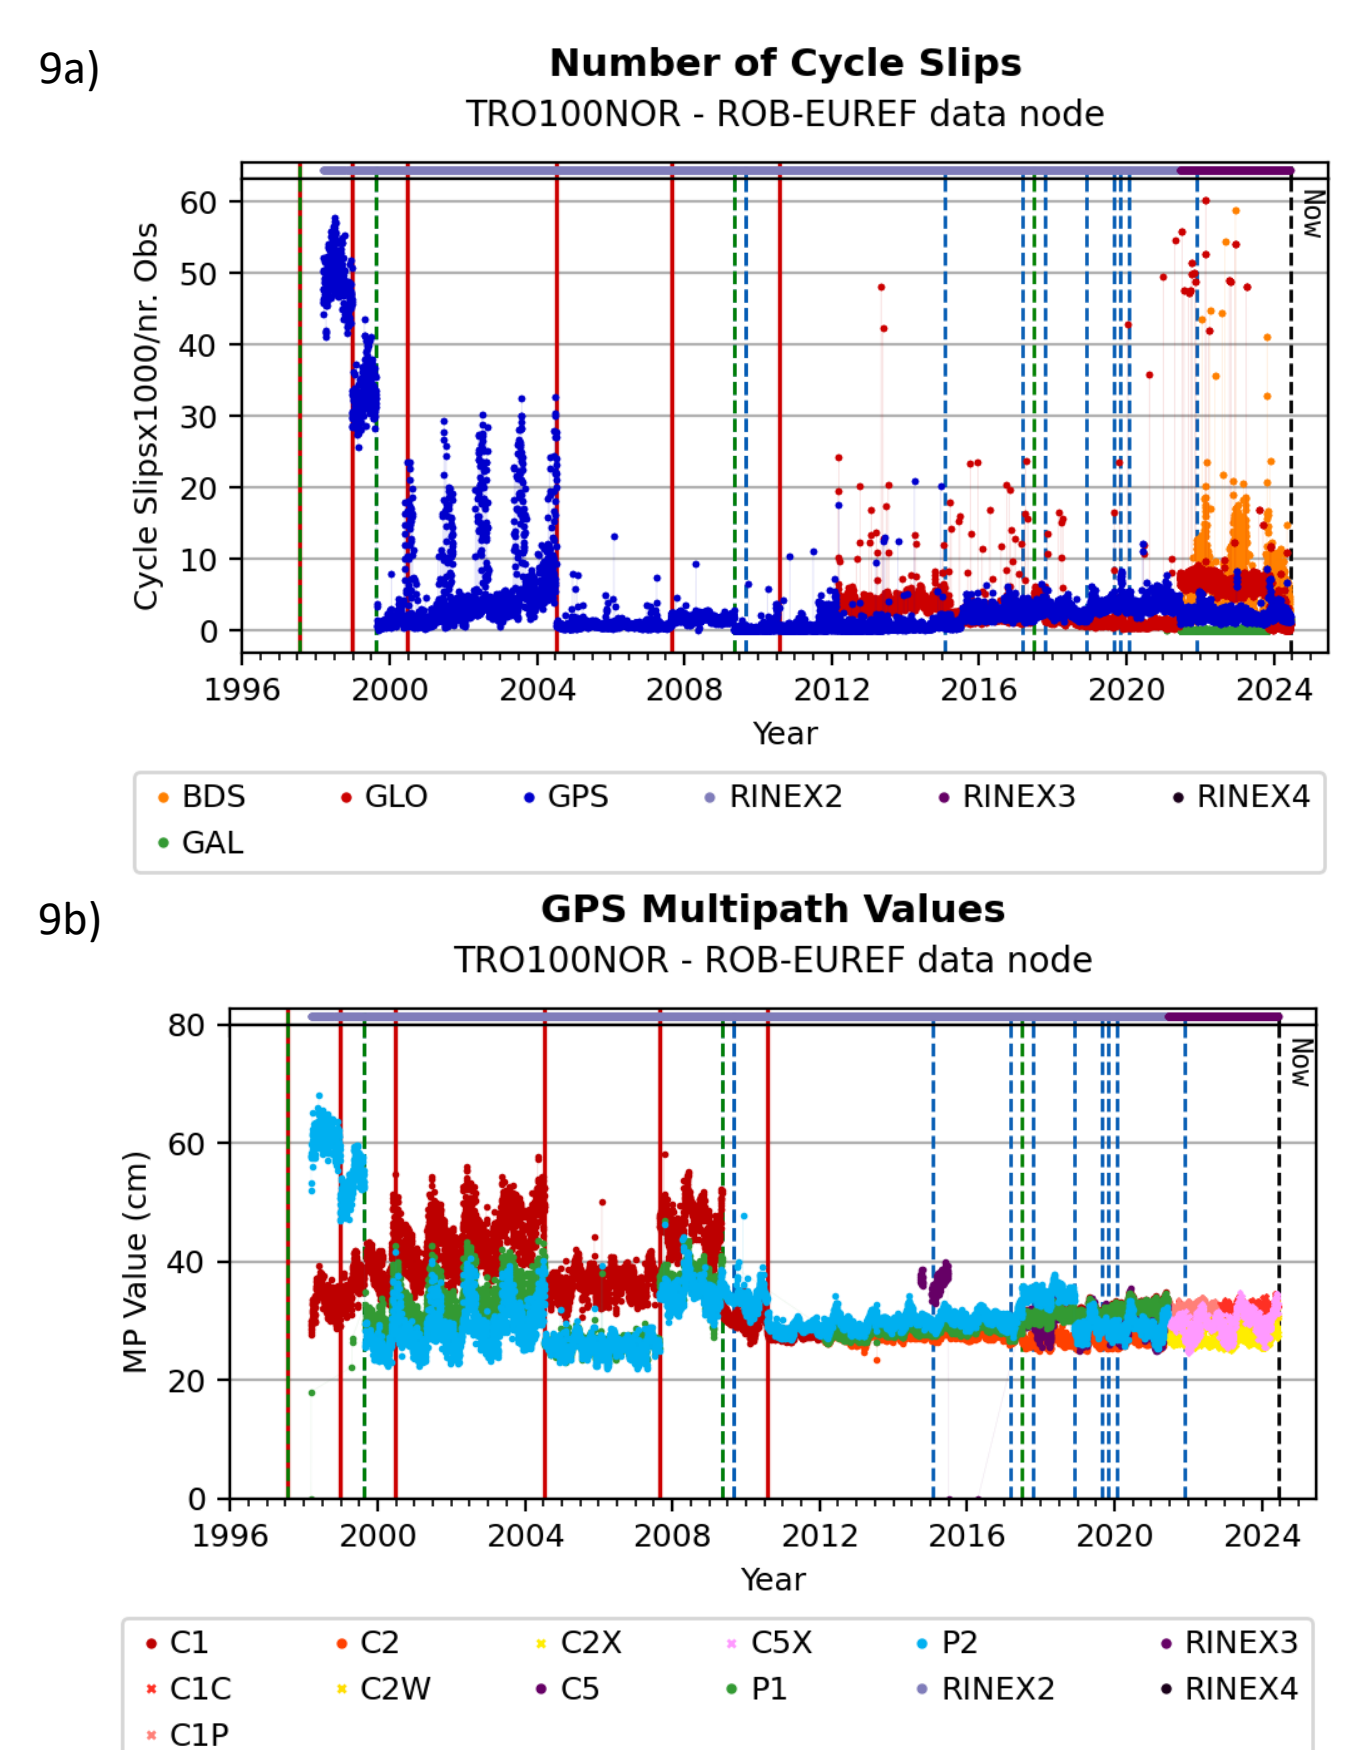 9a)
Number of Cycle Slips
TRO100NOR - ROB-EUREF data node
Cycle Slipsx1000/nr. Obs
60
50
40
30
20
10
0
Now
1996 2000 2004 2008 2012 2016 2020 2024
Year
BDS GLO GPS RINEX2 RINEX3 RINEX4
GAL
9b)
GPS Multipath Values
TRO100NOR - ROB-EUREF data node
MP Value (cm)
80
60
40
20
0
Now
1996 2000 2004 2008 2012 2016 2020 2024
Year
C1 C2 C2X C5X P2 RINEX3
C1C C2W C5 P1 RINEX2 RINEX4
C1P